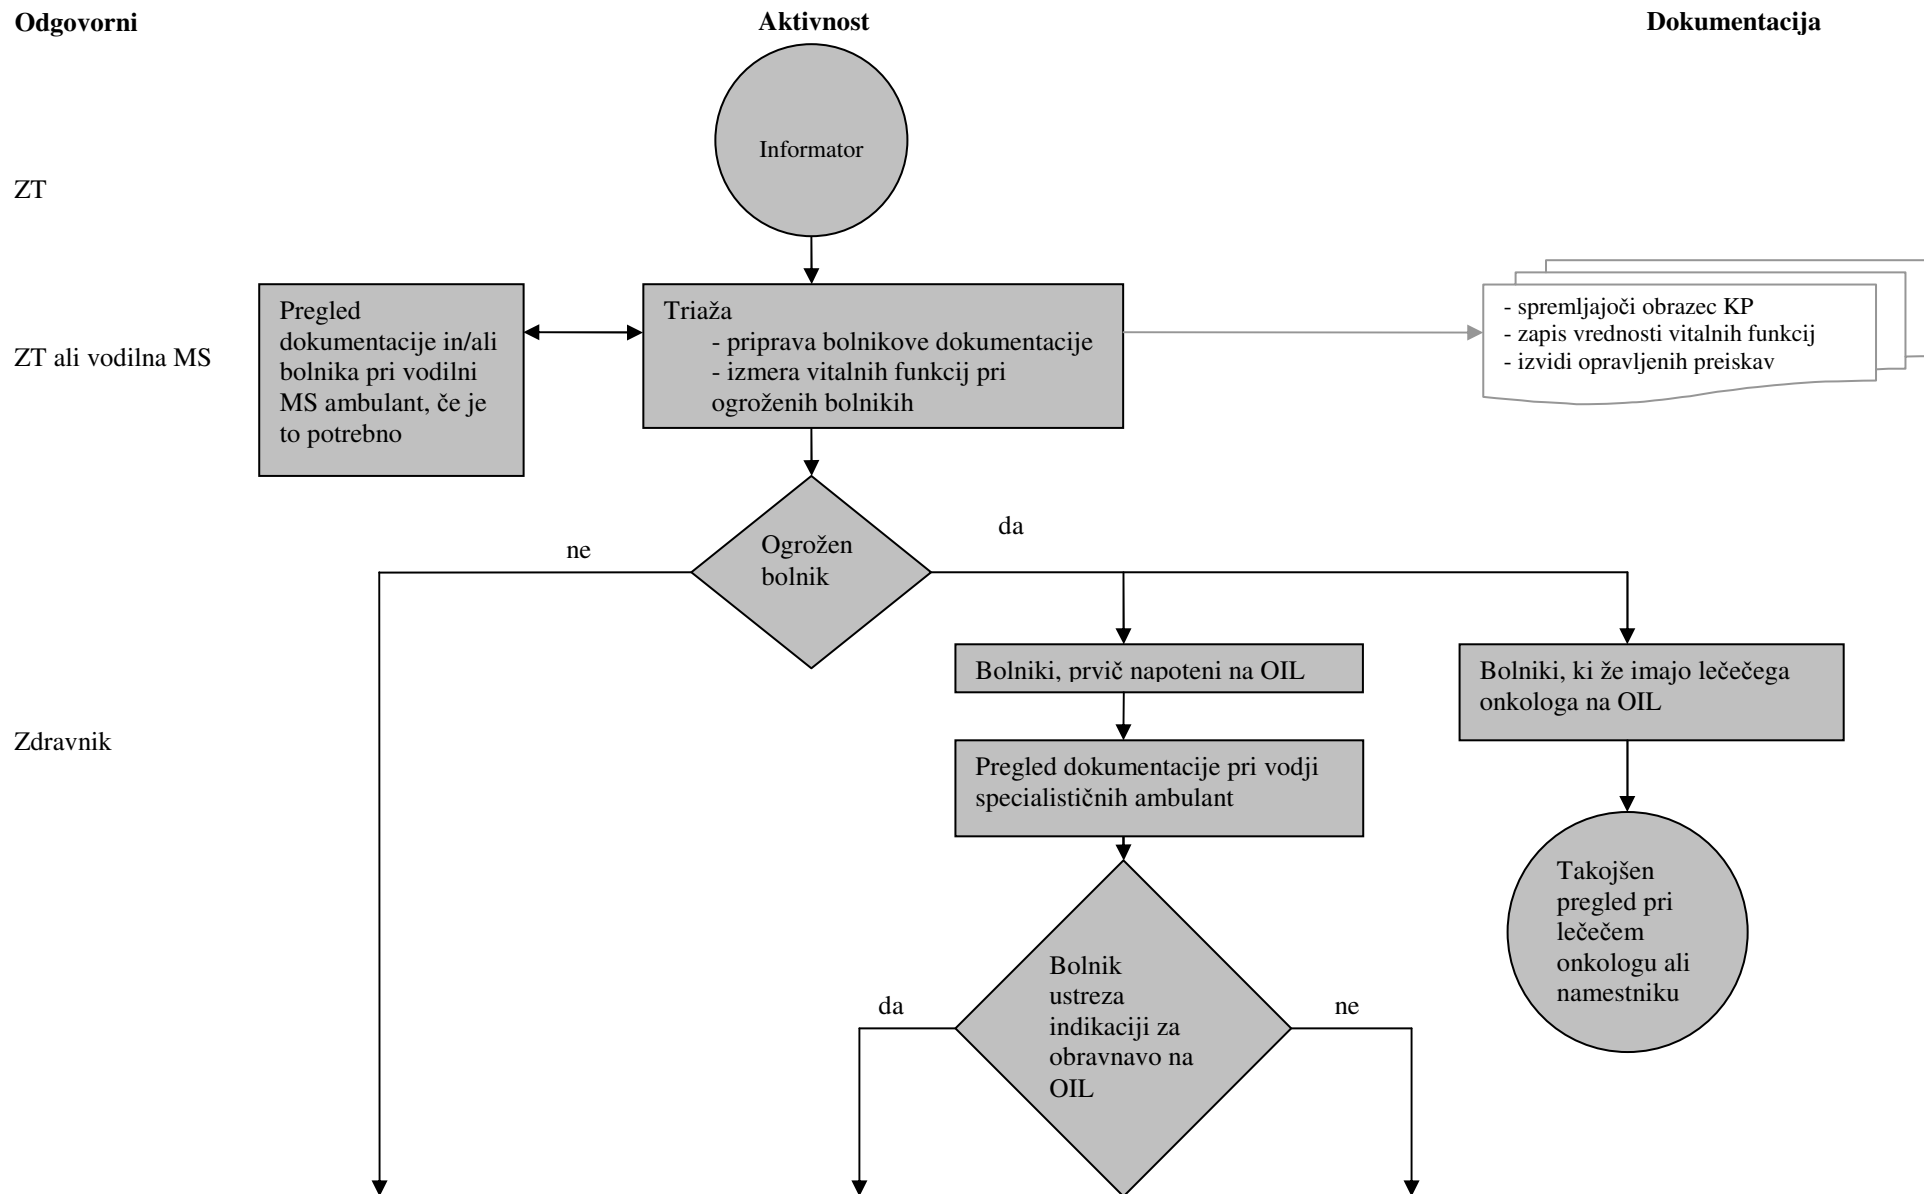 Odgovorni
Aktivnost
Dokumentacija
Informator
ZT
ZT ali vodilna MS
Pregled
dokumentacije in/ali
bolnika pri vodilni
MS ambulant, če je
to potrebno
Triaža
- priprava bolnikove dokumentacije
- izmera vitalnih funkcij pri
ogroženih bolnikih
- spremljajoči obrazec KP
- zapis vrednosti vitalnih funkcij
- izvidi opravljenih preiskav
Ogrožen
bolnik
ne
da
Bolniki, prvič napoteni na OIL
Bolniki, ki že imajo lečečega
onkologa na OIL
Zdravnik
Pregled dokumentacije pri vodji
specialističnih ambulant
Takojšen
pregled pri
lečečem
onkologu ali
namestniku
Bolnik
ustreza
indikaciji za
obravnavo na
OIL
da
ne